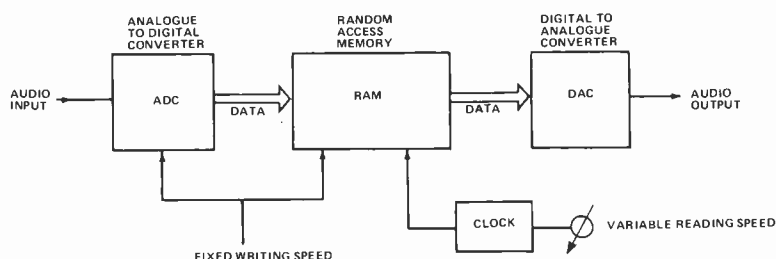 ANALOGUE
TO DIGITAL
CONVERTER
RANDOM
ACCESS
MEMORY
DIGITAL TO
ANALOGUE
CONVERTER
AUDIO
INPUT
ADC
DATA
RAM
DATA
DAC
AUDIO
OUTPUT
CLOCK
VARIABLE READING SPEED
FIXED WRITING SPEED